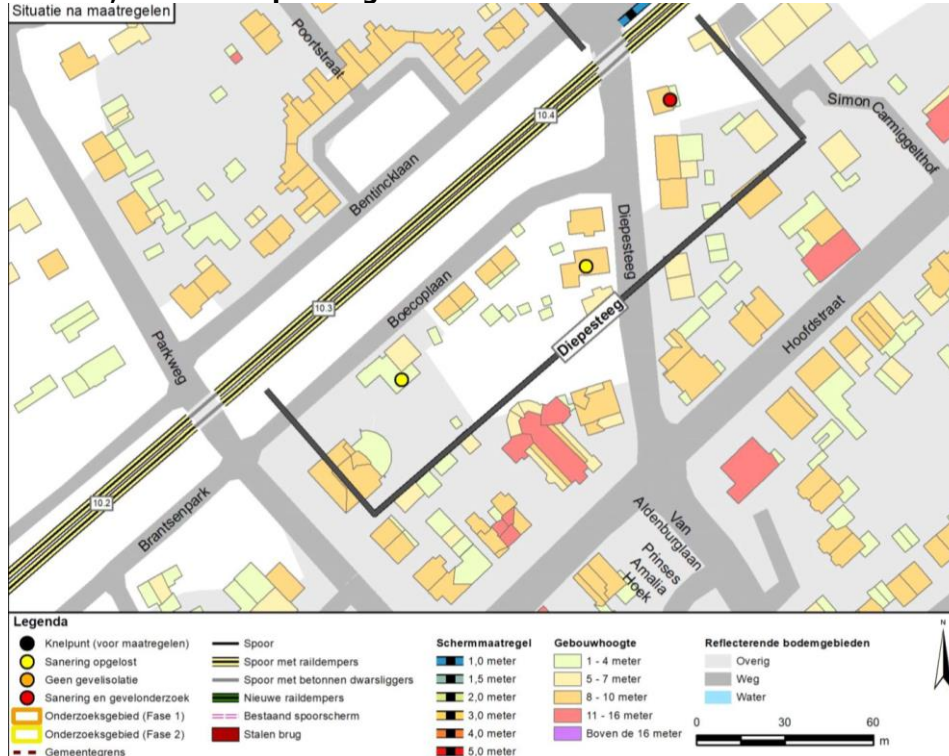 Situatie na maatregelen
Poortstraat
Simon Carmiggelthof
10.4
Bentincklaan
Diepesteeg
Boecoplaan
10.3
Diepesteeg
Hoofdstraat
Parkweg
10.2
Brantsenpark
Van
Aldenburglaan
Prinses
Amalia
Hoek
Legenda
Knelpunt (voor maatregelen)
Sanering opgelost
Geen gevelisolatie
Sanering en gevelonderzoek
Onderzoeksgebied (Fase 1)
Onderzoeksgebied (Fase 2)
Gemeentegrens
Spoor
Spoor met raildempers
Spoor met betonnen dwarsliggers
Nieuwe raildempers
Bestaand spoorscherm
Stalen brug
Schermmaatregel
1,0 meter
1,5 meter
2,0 meter
3,0 meter
4,0 meter
5,0 meter
Gebouwhoogte
1 - 4 meter
5 - 7 meter
8 - 10 meter
11 - 16 meter
Boven de 16 meter
Reflecterende bodemgebieden
Overig
Weg
Water
N
0 30 60
m